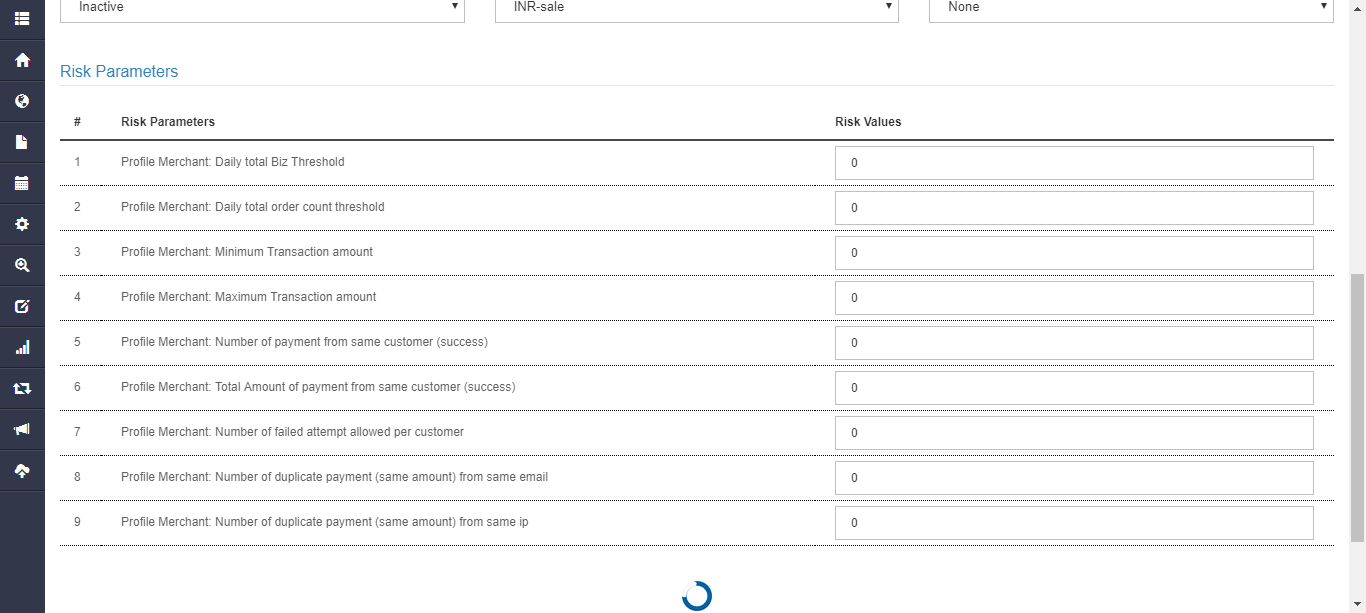 Inactive INR-sale None
Risk Parameters
# Risk Parameters Risk Values
1 Profile Merchant: Daily total Biz Threshold 0
2 Profile Merchant: Daily total order count threshold 0
3 Profile Merchant: Minimum Transaction amount 0
4 Profile Merchant: Maximum Transaction amount 0
5 Profile Merchant: Number of payment from same customer (success) 0
6 Profile Merchant: Total Amount of payment from same customer (success) 0
7 Profile Merchant: Number of failed attempt allowed per customer 0
8 Profile Merchant: Number of duplicate payment (same amount) from same email 0
9 Profile Merchant: Number of duplicate payment (same amount) from same ip 0